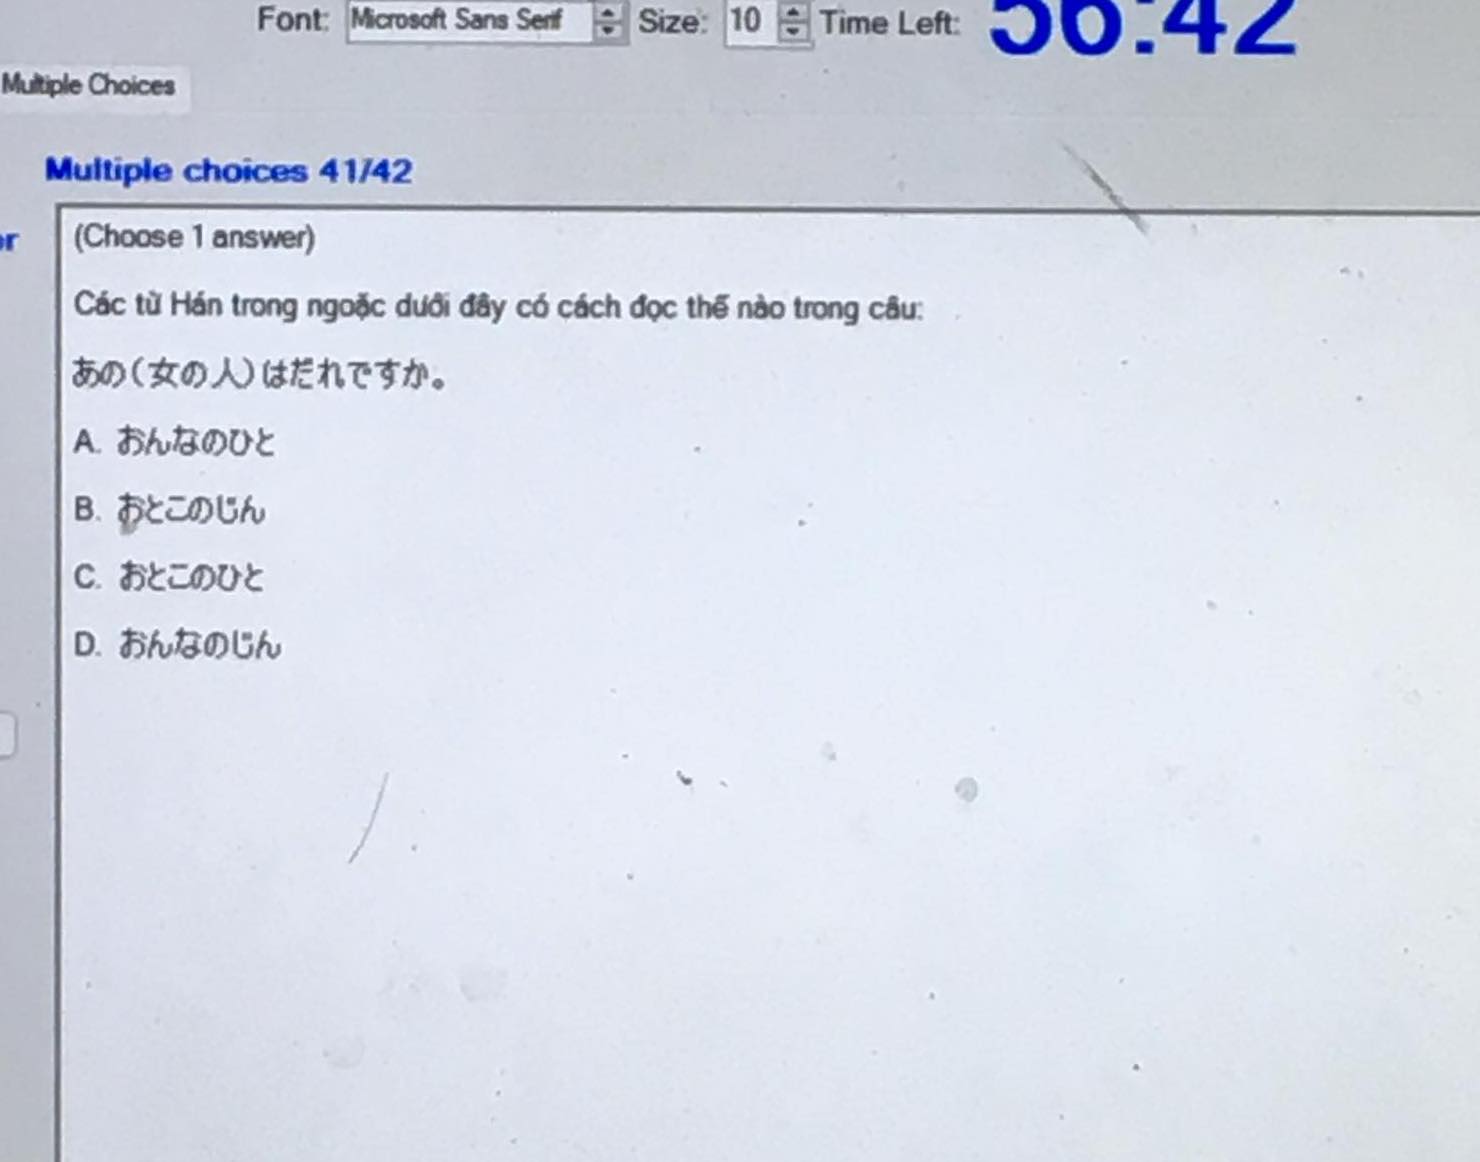 Font: Microsoft Sans Serif Size: 10 Time Left: 56:42
Multiple Choices
Multiple choices 41/42
(Choose 1 answer)
Các từ Hán trong ngoặc dưới đây có cách đọc thế nào trong câu:
あの(女の人)はだれですか。
A. おんなのひと
B. おとこのじん
C. おとこのひと
D. おんなのじん